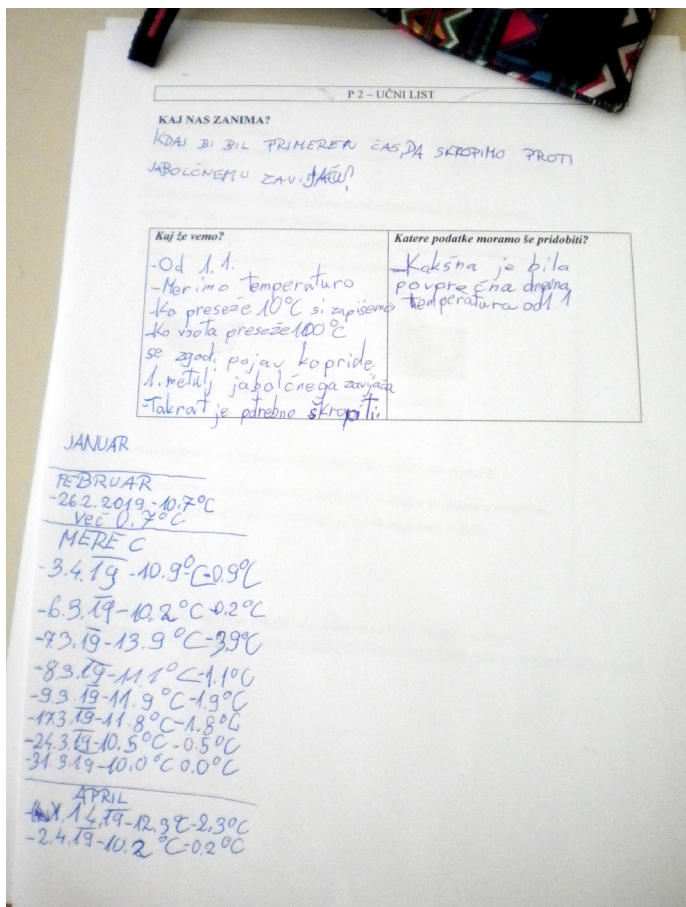 P 2 – UČNI LIST
KAJ NAS ZANIMA?
KDAJ BI BIL PRIMEREN ČAS, DA ŠKROPIMO PROTI
JABOLČNEMU ZAVIJAČU?
Kaj že vemo?
-Od 1.1.
-Merimo temperaturo
-Ko preseže 10°C si zapišemo
-Ko vsota preseže 100°C
se zgodi pojav ko pride
1. metulj jabolčnega zavijača
-Takrat je potrebno škropiti.
Katere podatke moramo še pridobiti?
-Kakšna je bila
povprečna dnevna
temperatura od 1.1
JANUAR
FEBRUAR
-26.2.2019-10.7°C
več 0.7°C
MEREC
-3.4.19-10.9°C-0.9°C
-6.3.19-10.2°C-0.2°C
-7.3.19-13.9°C-3.9°C
-8.3.19-11.1°C-1.1°C
-9.3.19-11.9°C-1.9°C
-17.3.19-11.8°C-1.8°C
-24.3.19-10.5°C-0.5°C
-31.3.19-10.0°C 0.0°C
APRIL
1.4.19-12.3°C-2.3°C
-2.4.19-10.2°C-0.2°C